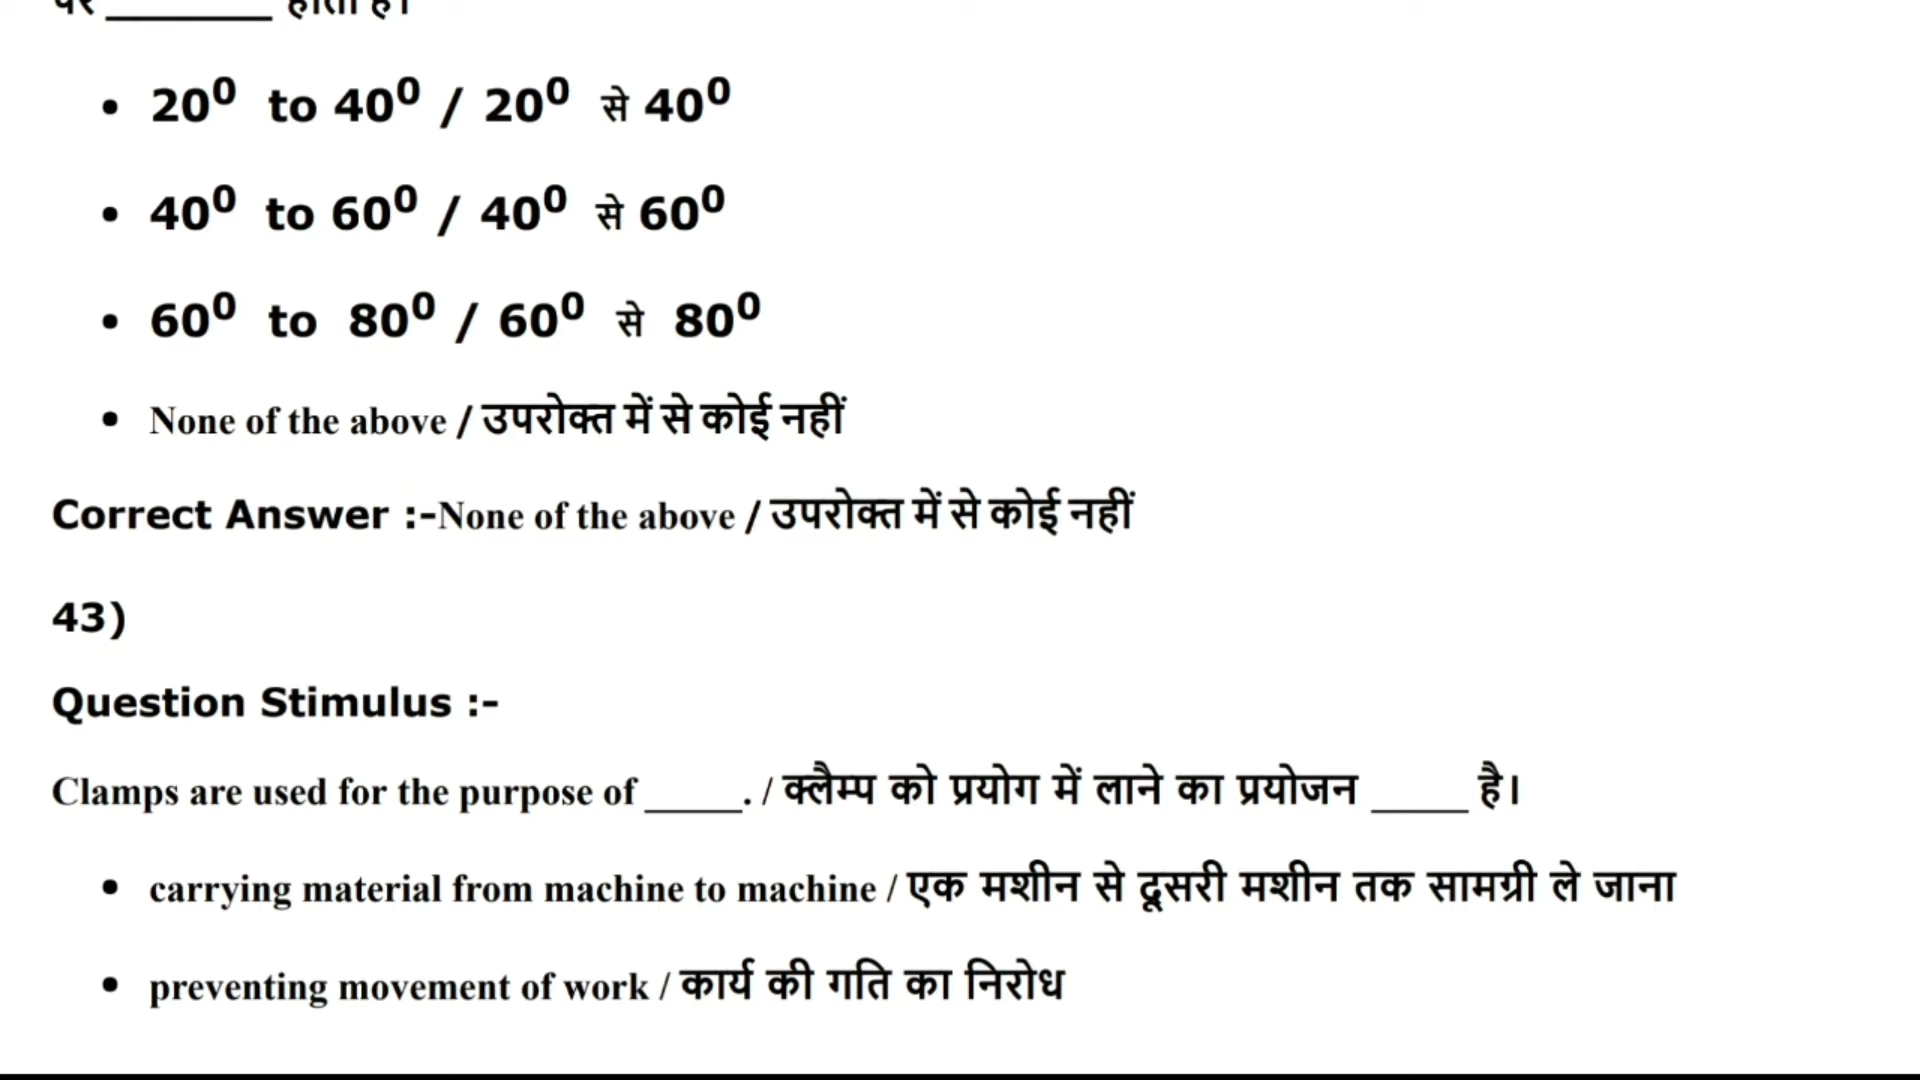 पर ________ होता है।
• 20⁰ to 40⁰ / 20⁰ से 40⁰
• 40⁰ to 60⁰ / 40⁰ से 60⁰
• 60⁰ to 80⁰ / 60⁰ से 80⁰
• None of the above / उपरोक्त में से कोई नहीं
Correct Answer :-None of the above / उपरोक्त में से कोई नहीं
43)
Question Stimulus :-
Clamps are used for the purpose of _____. / क्लैम्प को प्रयोग में लाने का प्रयोजन _____ है।
• carrying material from machine to machine / एक मशीन से दूसरी मशीन तक सामग्री ले जाना
• preventing movement of work / कार्य की गति का निरोध